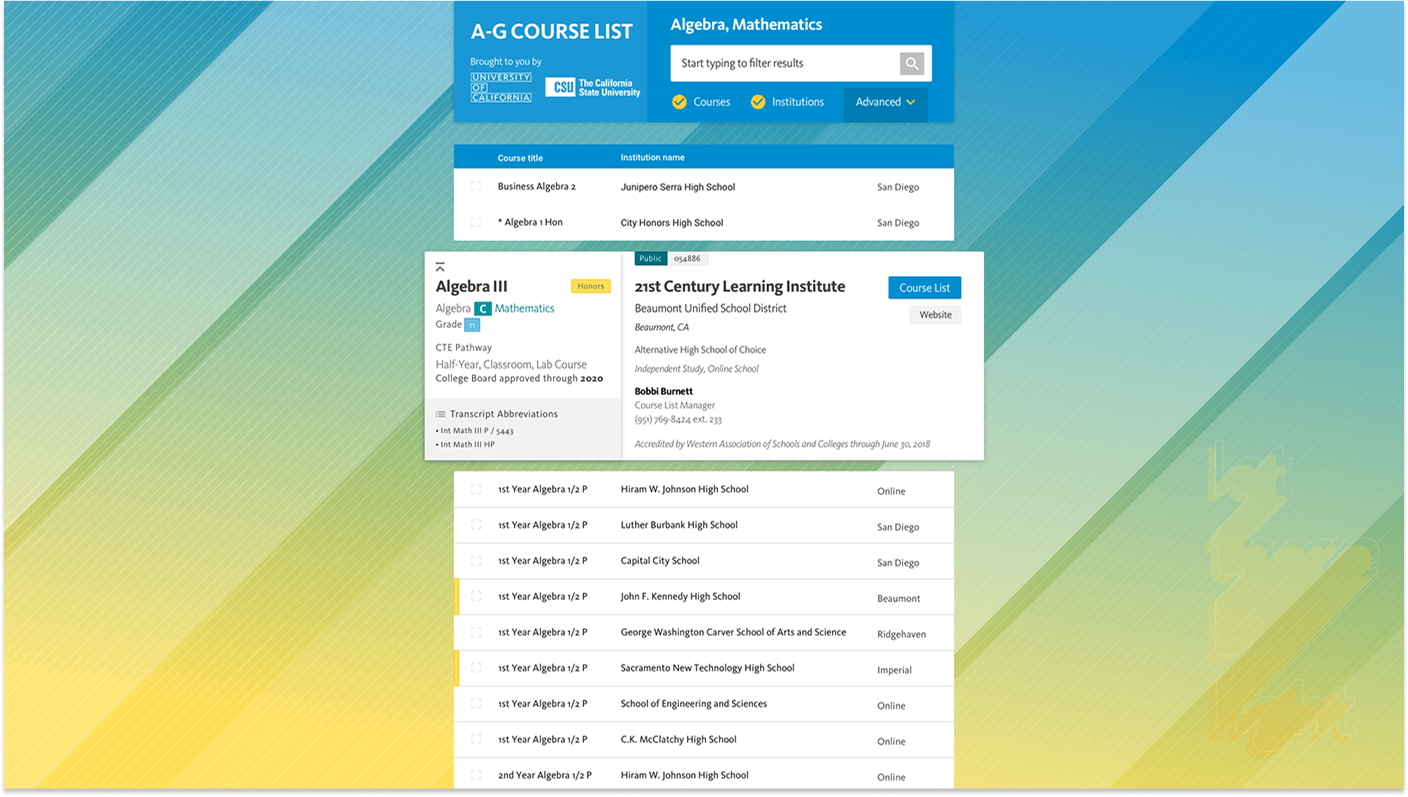 A-G COURSE LIST
Brought to you by
UNIVERSITY
OF
CALIFORNIA
CSU The California
State University
Algebra, Mathematics
Start typing to filter results
Courses Institutions Advanced
Course title Institution name
Business Algebra 2 Junipero Serra High School San Diego
* Algebra 1 Hon City Honors High School San Diego
Algebra III Honors
Algebra C Mathematics
Grade 11
CTE Pathway
Half-Year, Classroom, Lab Course
College Board approved through 2020
Transcript Abbreviations
• Int Math III P / 5443
• Int Math III HP
Public 054886
21st Century Learning Institute
Beaumont Unified School District
Beaumont, CA
Alternative High School of Choice
Independent Study, Online School
Bobbi Burnett
Course List Manager
(951) 769-8424 ext. 233
Accredited by Western Association of Schools and Colleges through June 30, 2018
Course List
Website
1st Year Algebra 1/2 P Hiram W. Johnson High School Online
1st Year Algebra 1/2 P Luther Burbank High School San Diego
1st Year Algebra 1/2 P Capital City School San Diego
1st Year Algebra 1/2 P John F. Kennedy High School Beaumont
1st Year Algebra 1/2 P George Washington Carver School of Arts and Science Ridgehaven
1st Year Algebra 1/2 P Sacramento New Technology High School Imperial
1st Year Algebra 1/2 P School of Engineering and Sciences Online
1st Year Algebra 1/2 P C.K. McClatchy High School Online
2nd Year Algebra 1/2 P Hiram W. Johnson High School Online
let
there
light